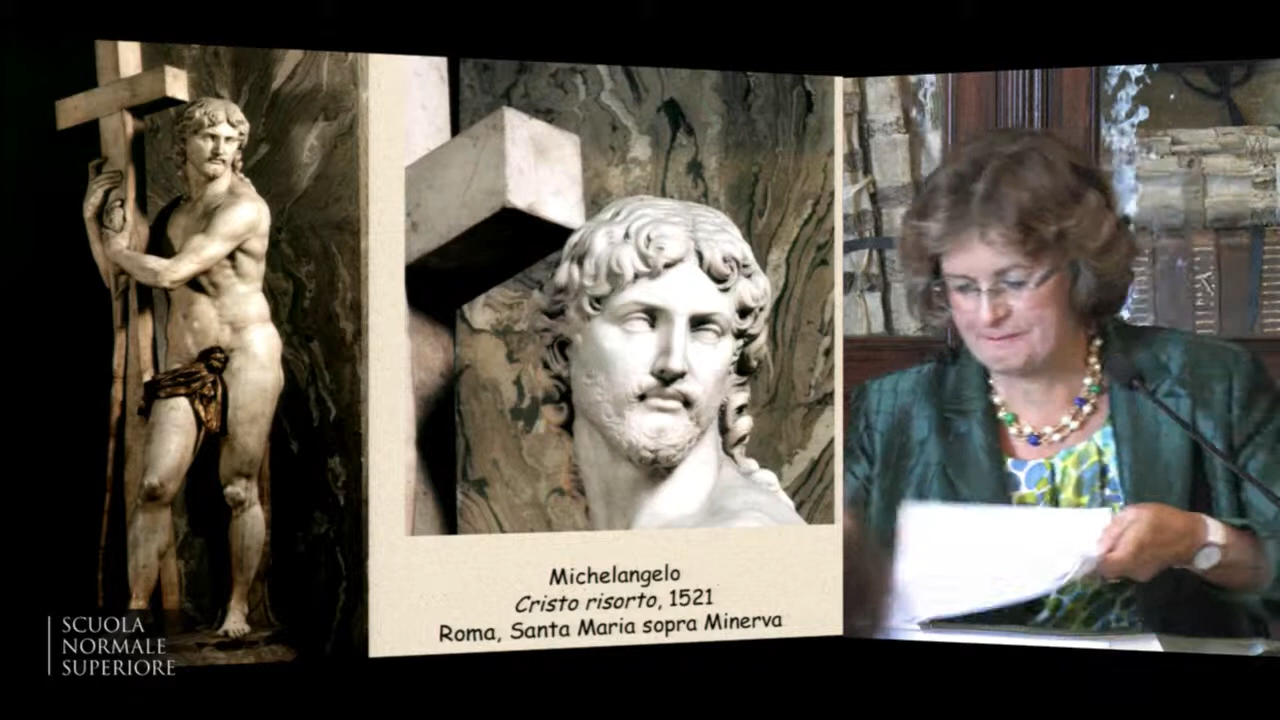 Michelangelo
Cristo risorto, 1521
Roma, Santa Maria sopra Minerva
SCUOLA
NORMALE
SUPERIORE